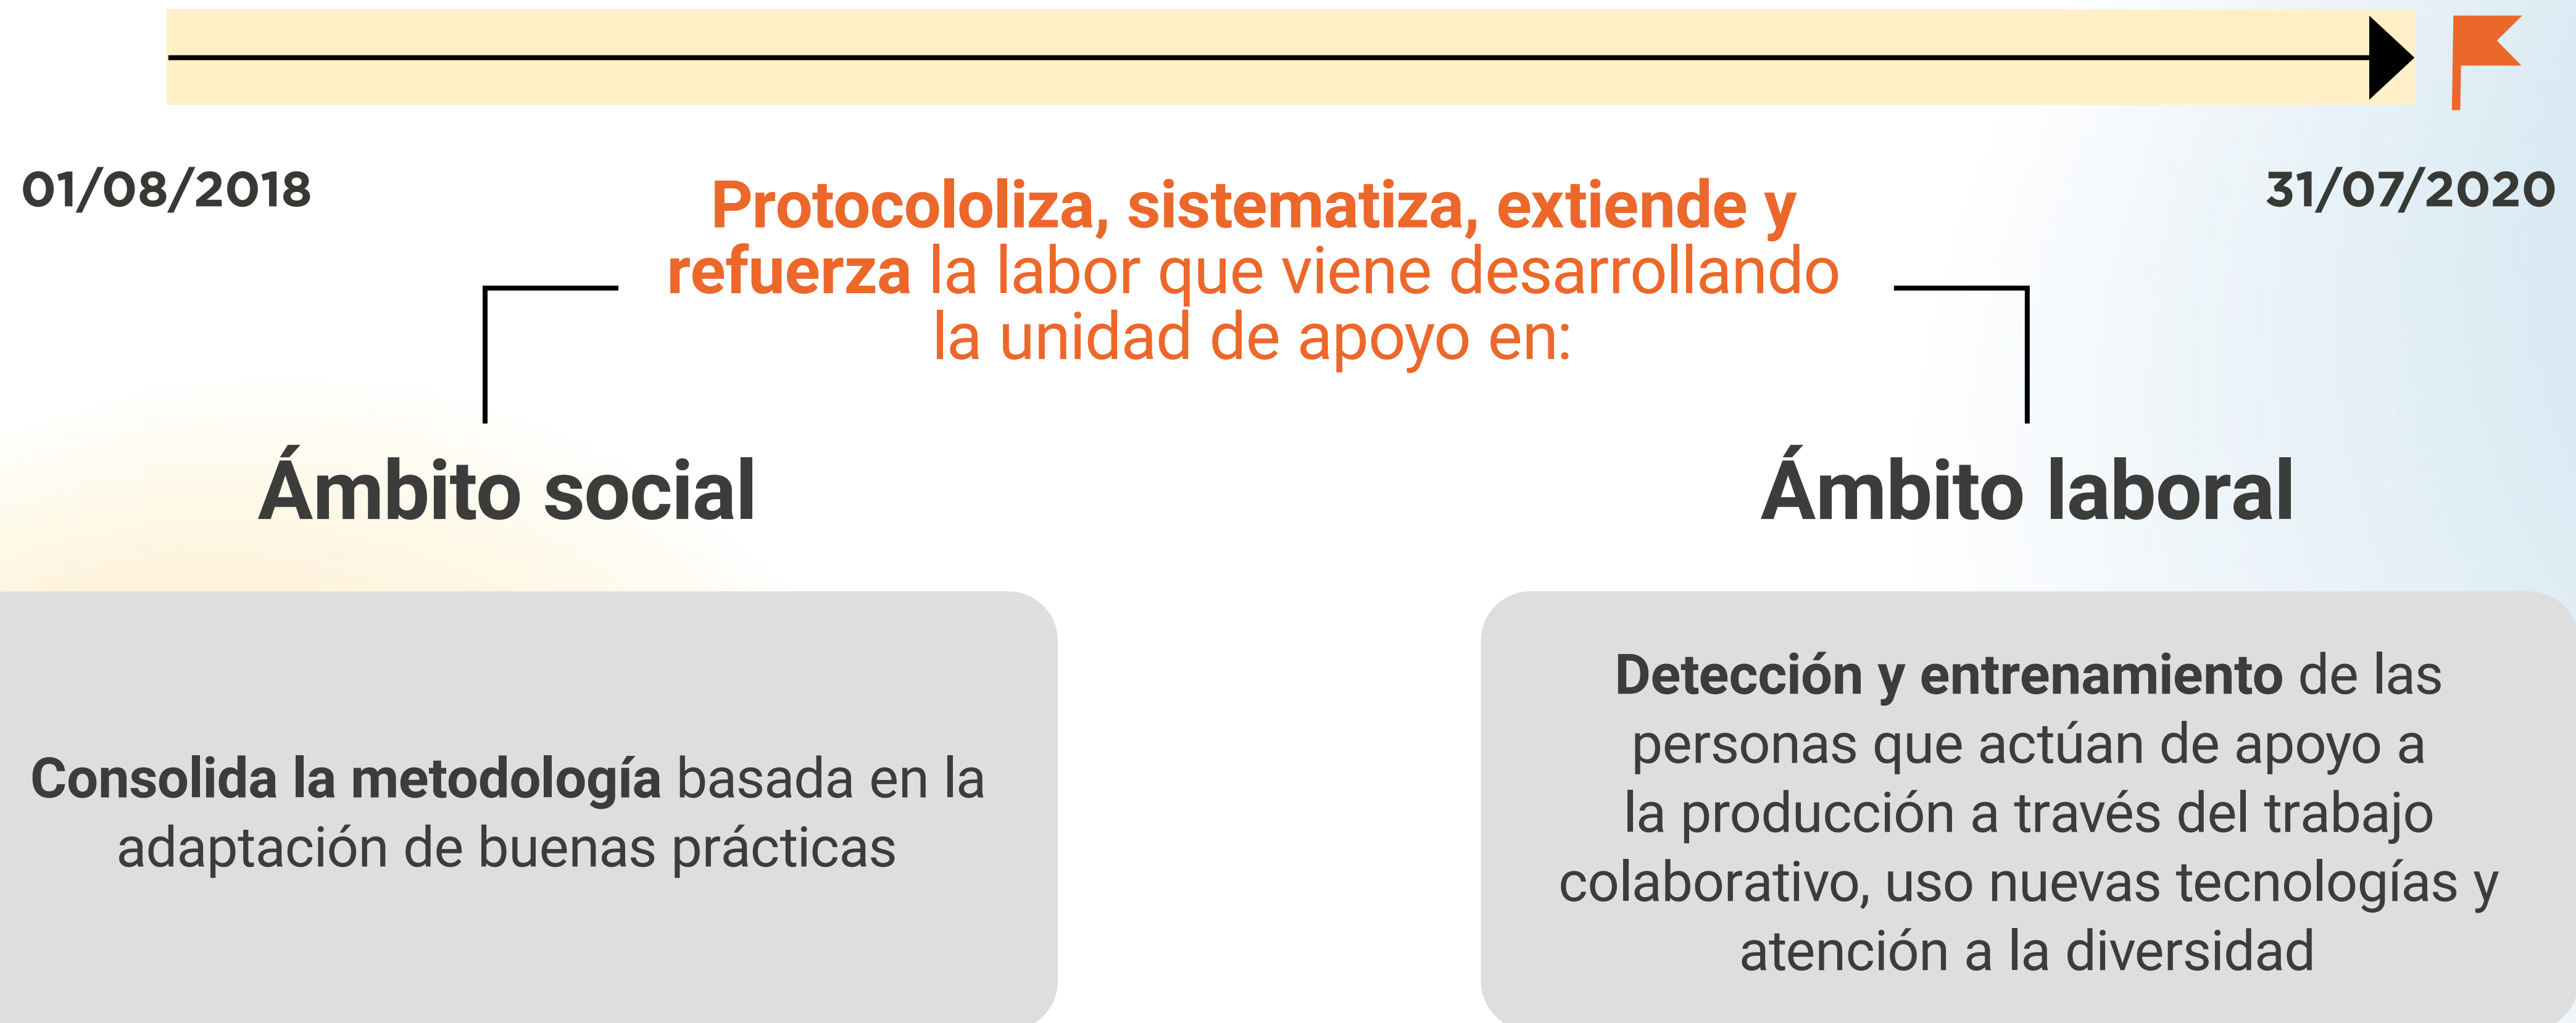 01/08/2018
31/07/2020
Protocololiza, sistematiza, extiende y
refuerza la labor que viene desarrollando
la unidad de apoyo en:
Ámbito social
Consolida la metodología basada en la
adaptación de buenas prácticas
Ámbito laboral
Detección y entrenamiento de las
personas que actúan de apoyo a
la producción a través del trabajo
colaborativo, uso nuevas tecnologías y
atención a la diversidad